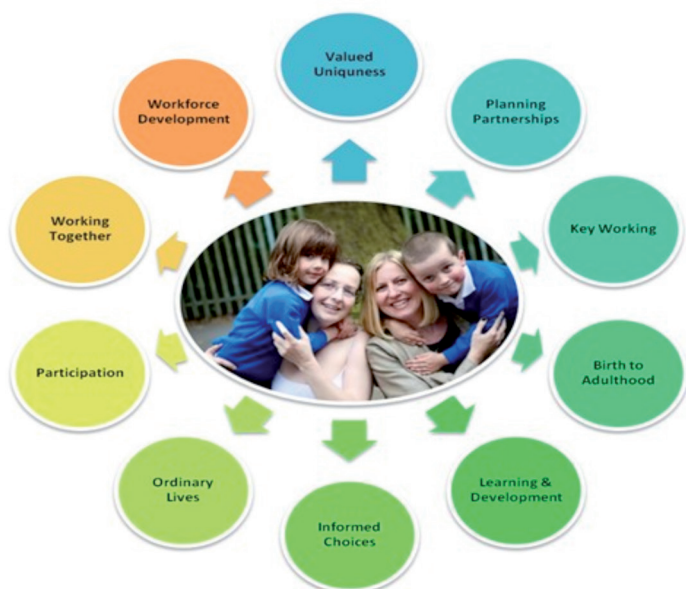 Valued
Uniquness
Planning
Partnerships
Key Working
Birth to
Adulthood
Learning &
Development
Informed
Choices
Ordinary
Lives
Participation
Working
Together
Workforce
Development